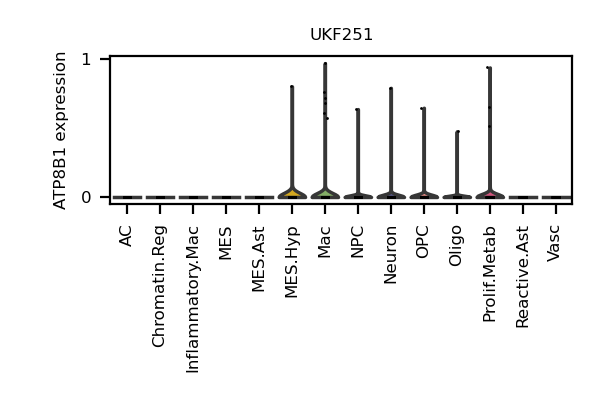 UKF251
ATP8B1 expression
1
0
AC
Chromatin.Reg
Inflammatory.Mac
MES
MES.Ast
MES.Hyp
Mac
NPC
Neuron
OPC
Oligo
Prolif.Metab
Reactive.Ast
Vasc